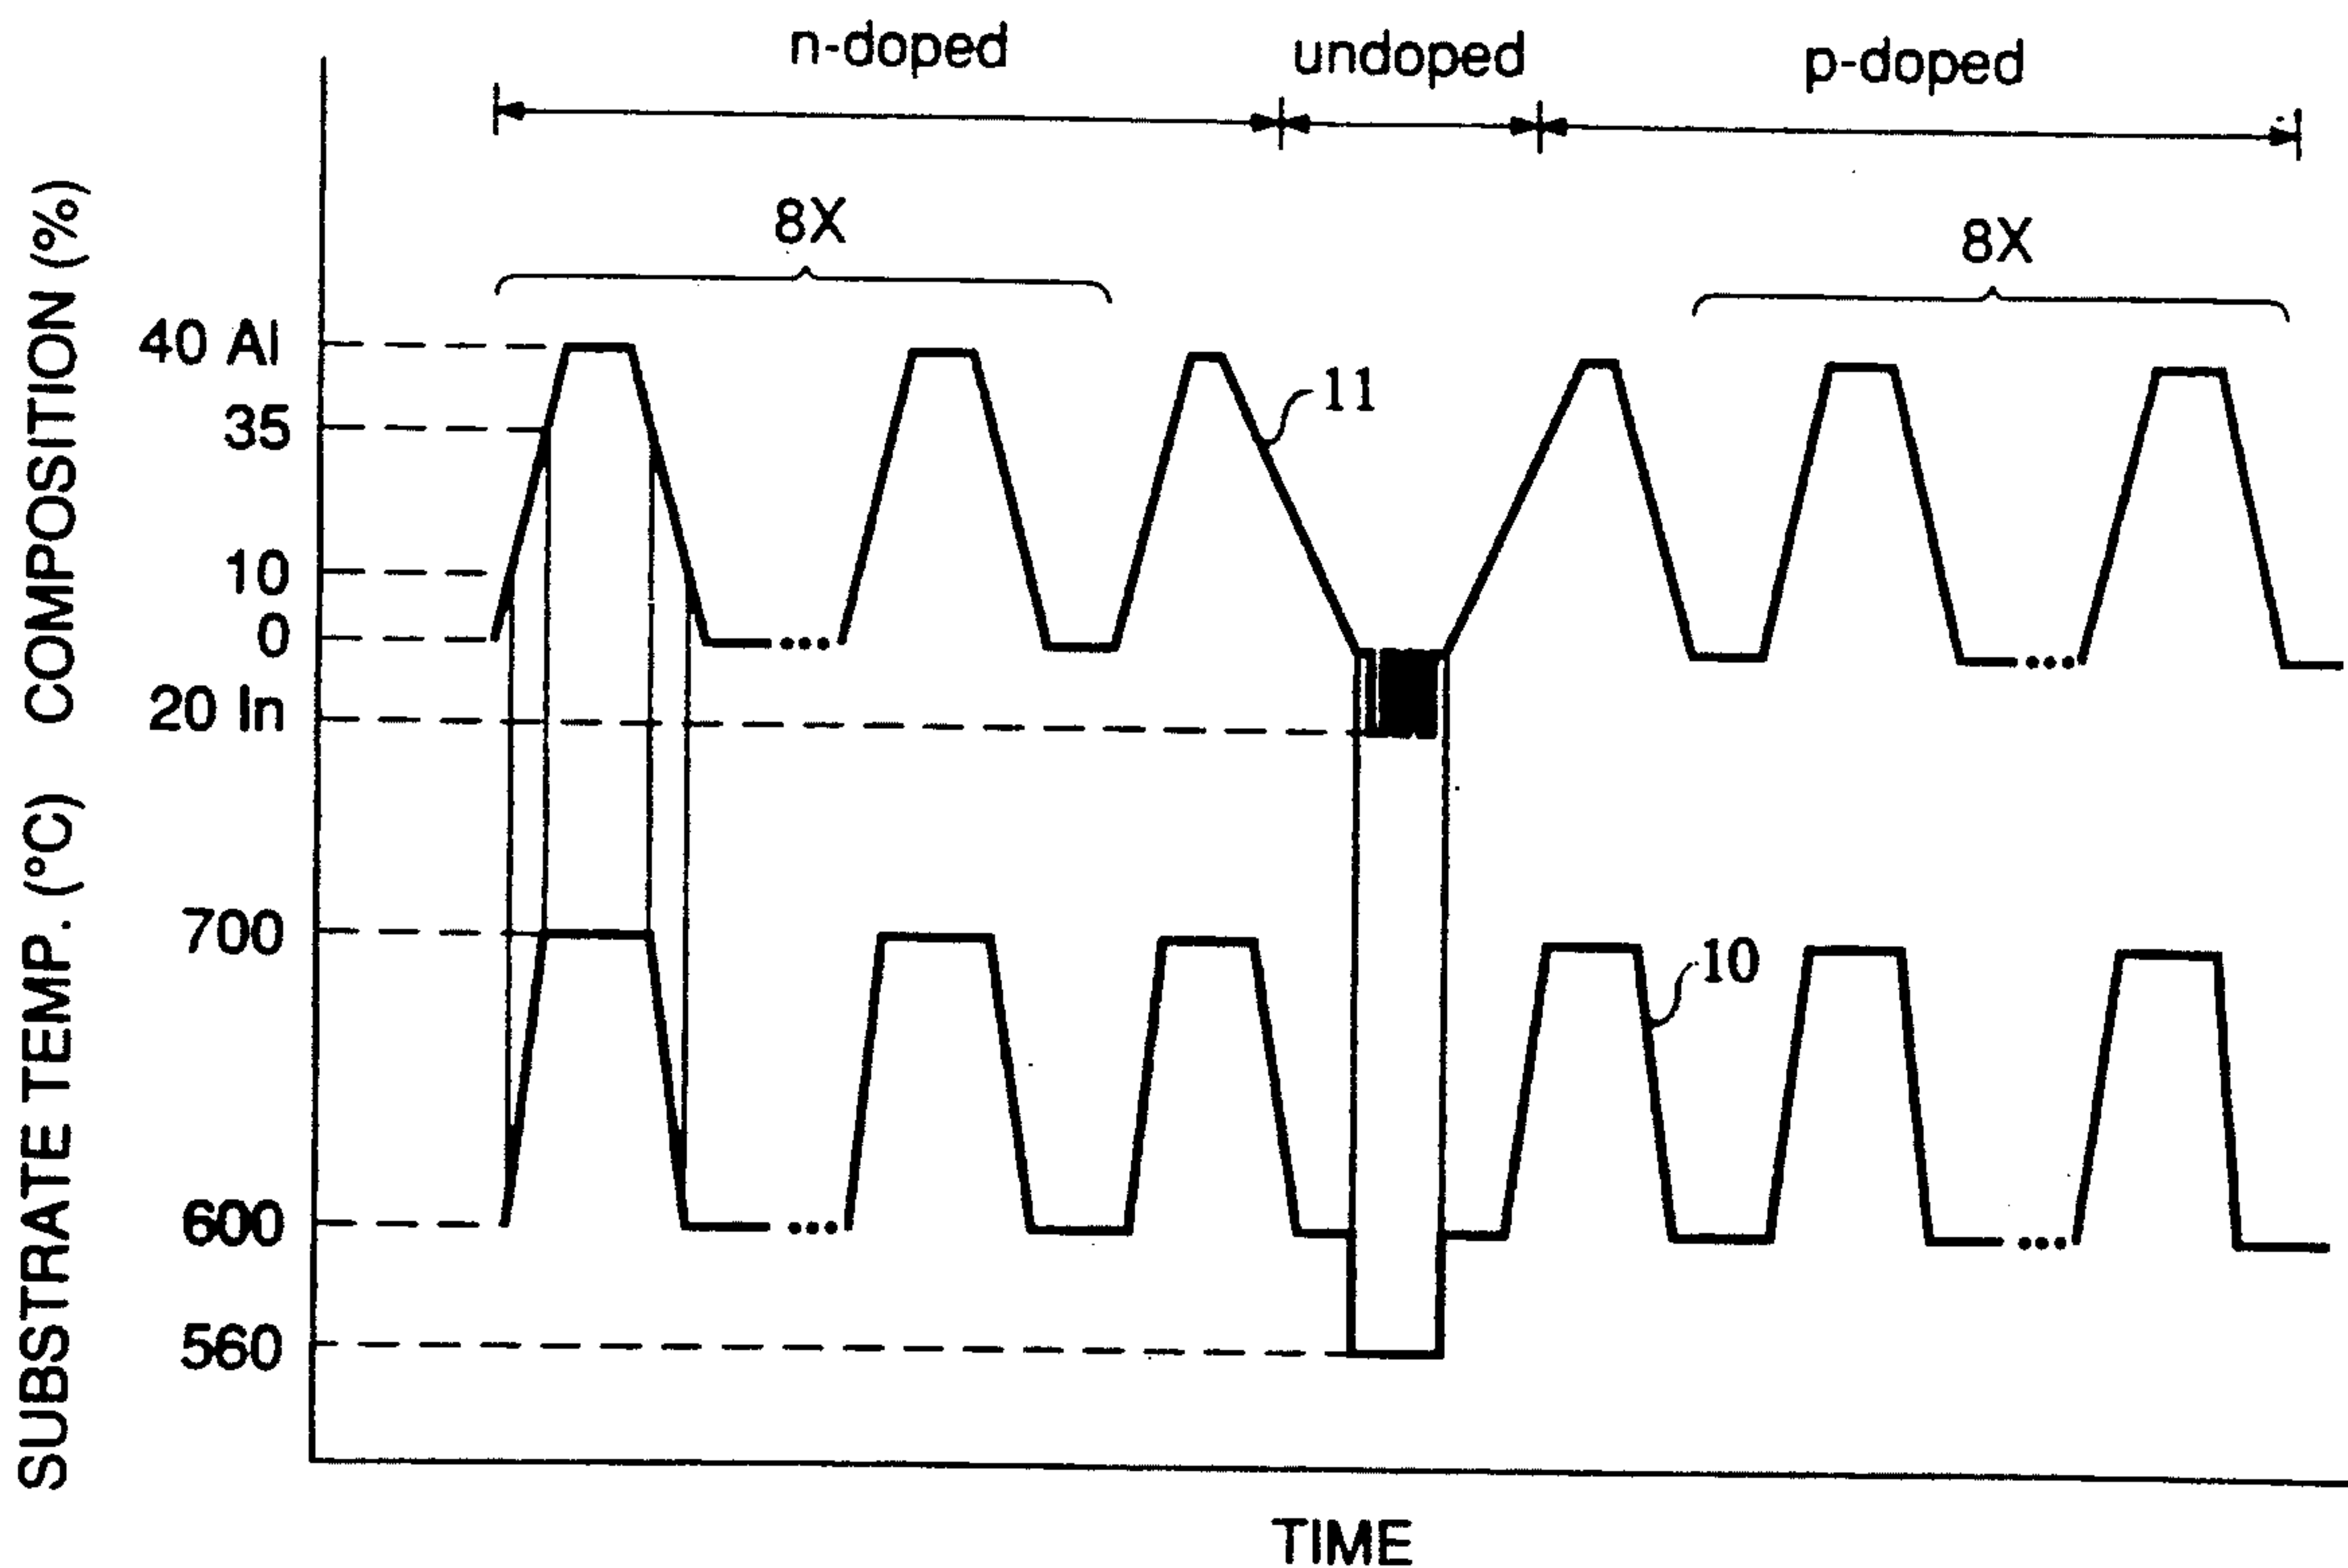 n-doped undoped p-doped
8X 8X
COMPOSITION (%)
40 Al
35
10
0
20 In
11
SUBSTRATE TEMP. (°C)
700
600
560
10
TIME